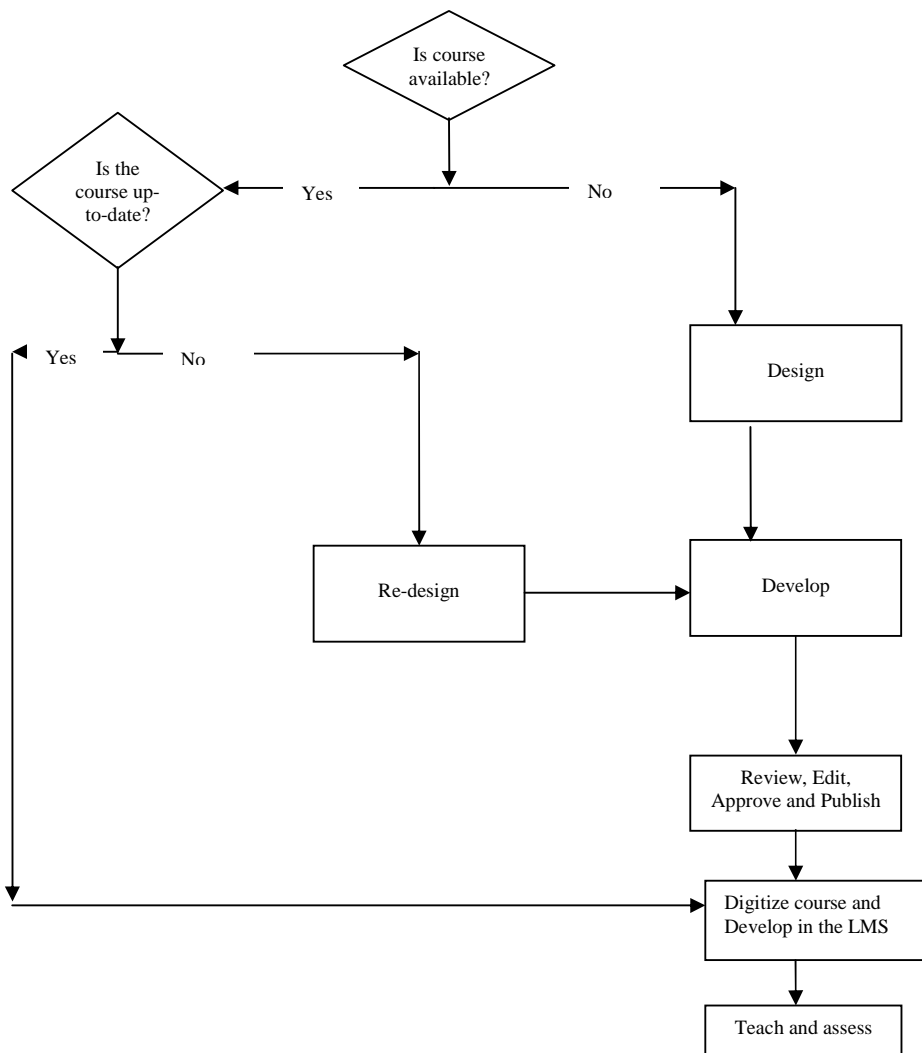 Is course
available?
Is the
course up-
to-date?
Yes
No
Design
Yes
No
Re-design
Develop
Review, Edit,
Approve and Publish
Digitize course and
Develop in the LMS
Teach and assess